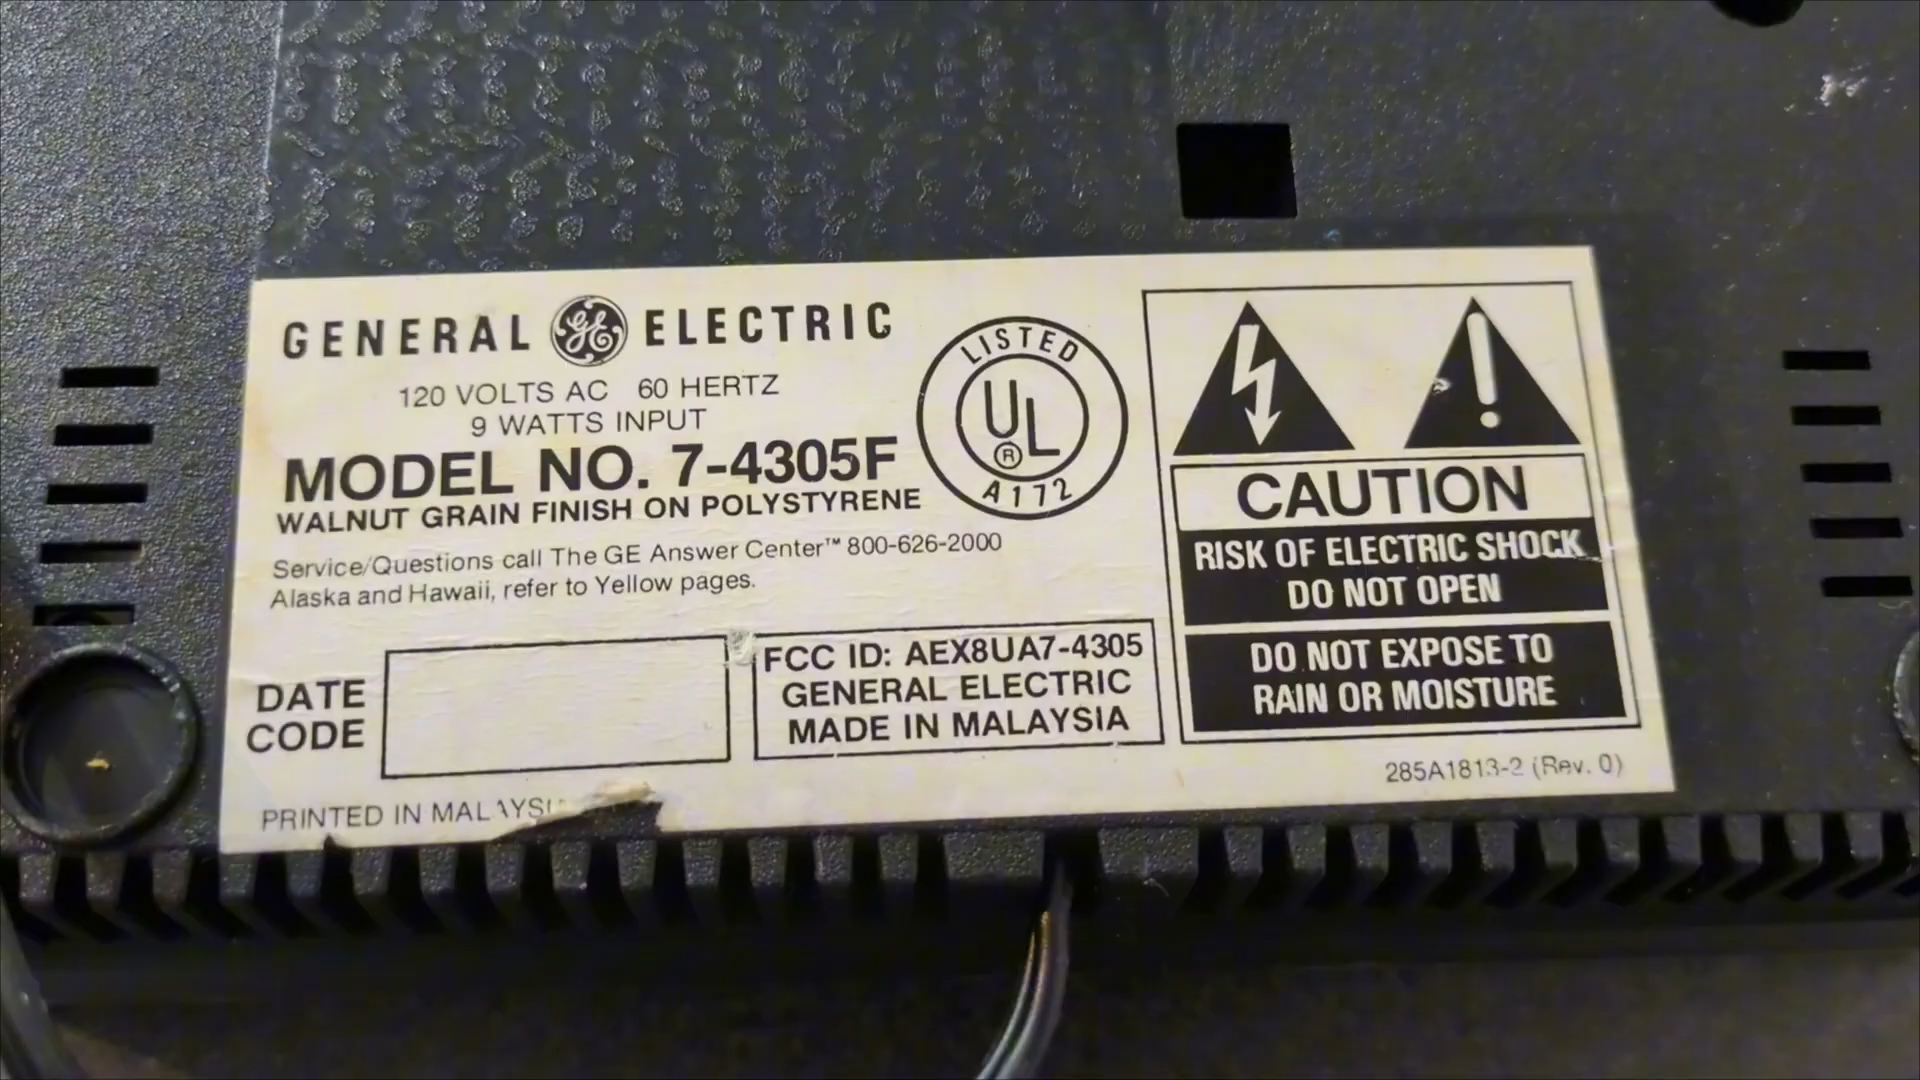 GENERAL GE ELECTRIC
120 VOLTS AC 60 HERTZ
9 WATTS INPUT
MODEL NO. 7-4305F
WALNUT GRAIN FINISH ON POLYSTYRENE
Service/Questions call The GE Answer Center™ 800-626-2000
Alaska and Hawaii, refer to Yellow pages.
LISTED
UL
®
A172
DATE
CODE
FCC ID: AEX8UA7-4305
GENERAL ELECTRIC
MADE IN MALAYSIA
PRINTED IN
CAUTION
RISK OF ELECTRIC SHOCK
DO NOT OPEN
DO NOT EXPOSE TO
RAIN OR MOISTURE
285A1813-2 (Rev. 0)